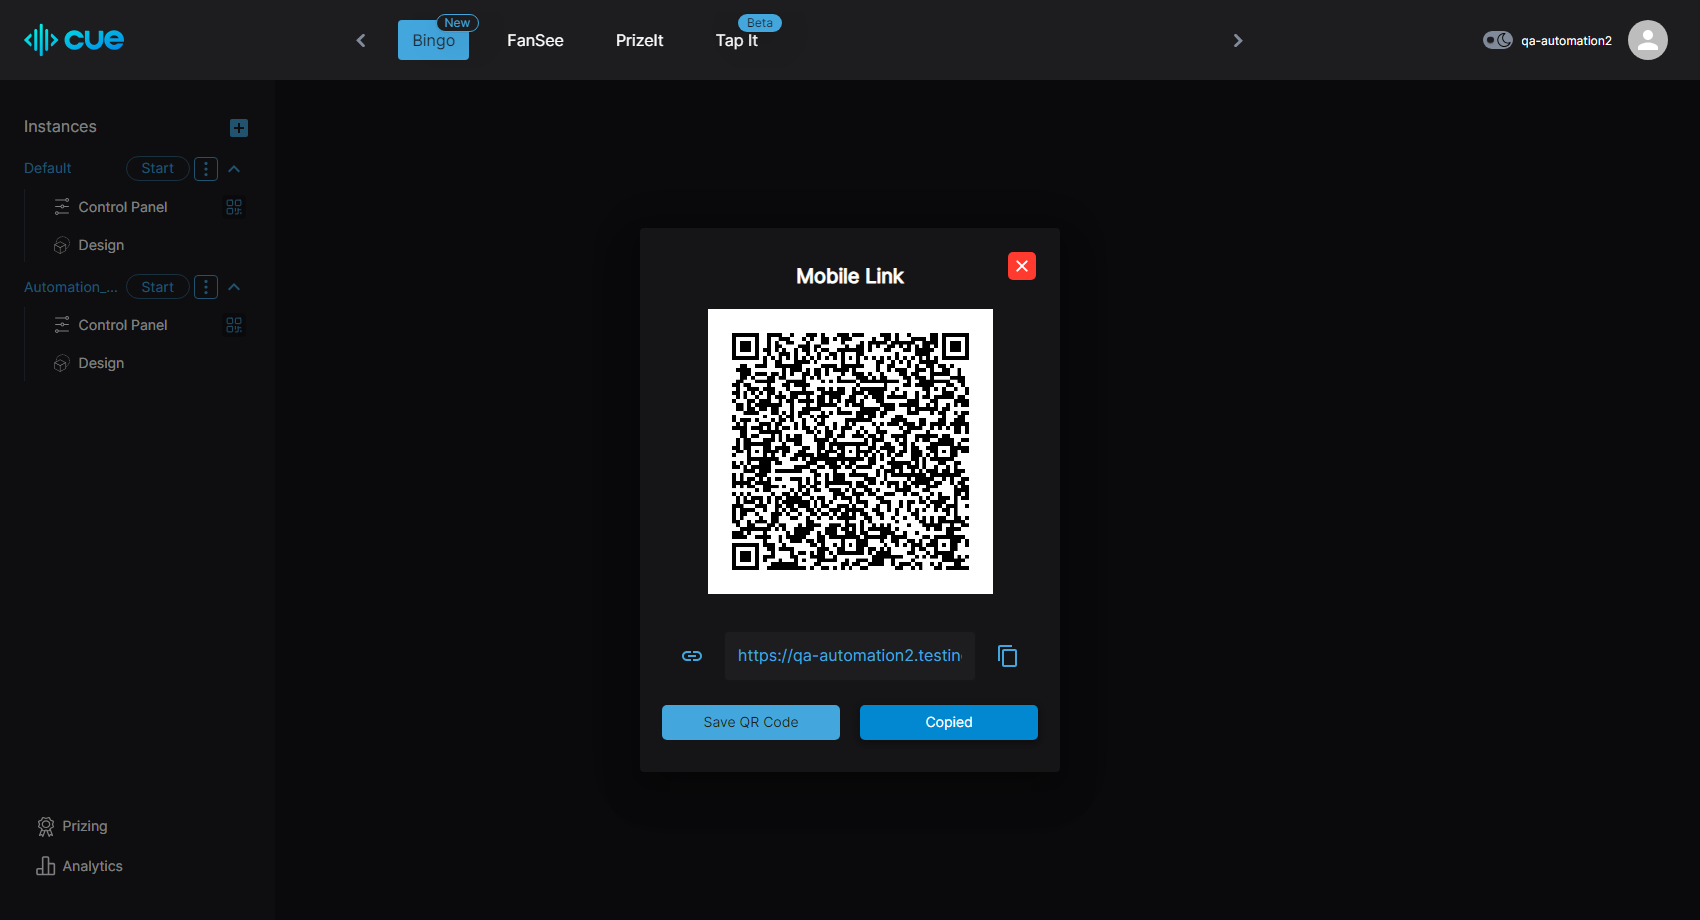 cue
Bingo
New
FanSee
PrizeIt
Tap It
Beta
qa-automation2
Instances
Default
Start
Control Panel
Design
Automation_...
Start
Control Panel
Design
Prizing
Analytics
Mobile Link
https://qa-automation2.testin
Save QR Code
Copied